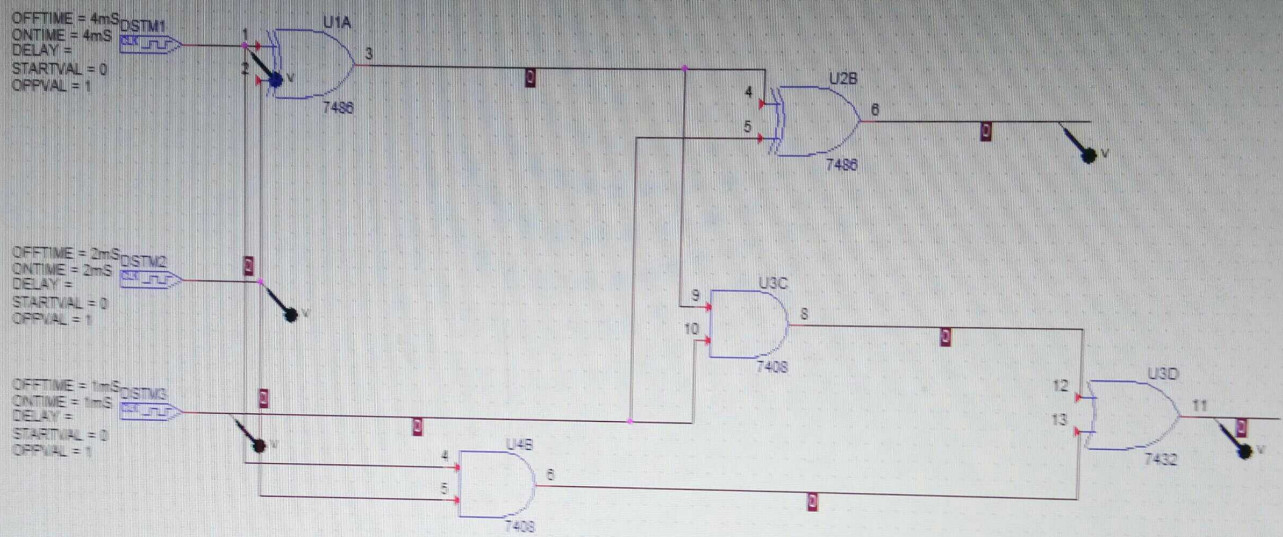 OFFTIME = 4mS
ONTIME = 4mS
DELAY =
STARTVAL = 0
OPPVAL = 1
DSTM1
CLK
1
2
U1A
3
7486
V
0
4
5
U2B
6
7486
0
V
OFFTIME = 2mS
ONTIME = 2mS
DELAY =
STARTVAL = 0
OPPVAL = 1
DSTM2
CLK
0
V
9
10
U3C
8
7408
0
OFFTIME = 1mS
ONTIME = 1mS
DELAY =
STARTVAL = 0
OPPVAL = 1
DSTM3
CLK
0
0
V
4
5
U4B
6
7408
0
12
13
U3D
11
7432
0
V